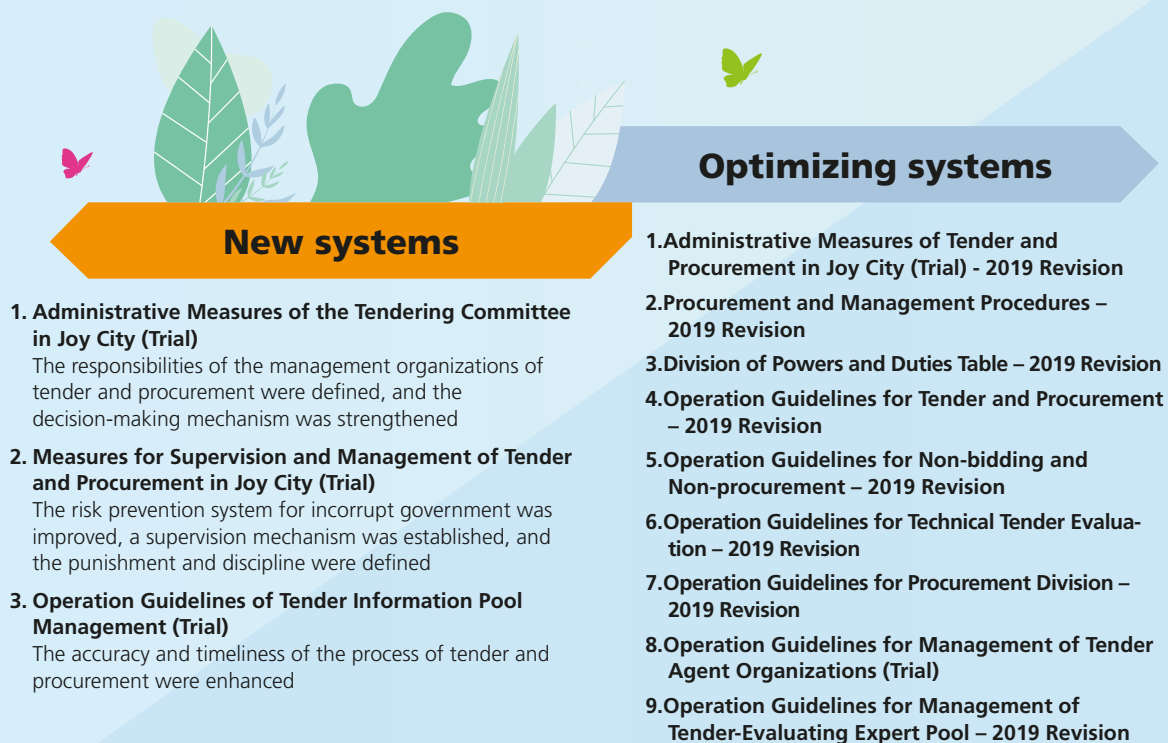 New systems
1. Administrative Measures of the Tendering Committee
in Joy City (Trial)
The responsibilities of the management organizations of
tender and procurement were defined, and the
decision-making mechanism was strengthened
2. Measures for Supervision and Management of Tender
and Procurement in Joy City (Trial)
The risk prevention system for incorrupt government was
improved, a supervision mechanism was established, and
the punishment and discipline were defined
3. Operation Guidelines of Tender Information Pool
Management (Trial)
The accuracy and timeliness of the process of tender and
procurement were enhanced
Optimizing systems
1.Administrative Measures of Tender and
Procurement in Joy City (Trial) - 2019 Revision
2.Procurement and Management Procedures –
2019 Revision
3.Division of Powers and Duties Table – 2019 Revision
4.Operation Guidelines for Tender and Procurement
– 2019 Revision
5.Operation Guidelines for Non-bidding and
Non-procurement – 2019 Revision
6.Operation Guidelines for Technical Tender Evalua-
tion – 2019 Revision
7.Operation Guidelines for Procurement Division –
2019 Revision
8.Operation Guidelines for Management of Tender
Agent Organizations (Trial)
9.Operation Guidelines for Management of
Tender-Evaluating Expert Pool – 2019 Revision